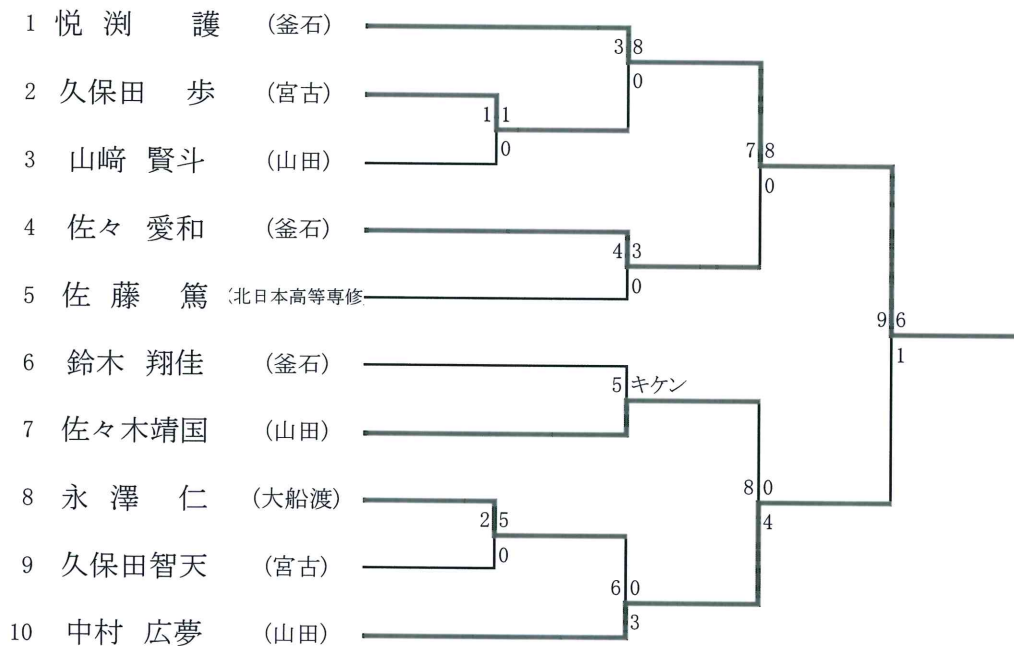 1 悦渕 護 (釜石)
3 8
0
2 久保田 歩 (宮古)
1 1
0
7 8
0
3 山﨑 賢斗 (山田)
4 佐々 愛和 (釜石)
4 3
0
5 佐藤 篤 (北日本高等専修
9 6
1
6 鈴木 翔佳 (釜石)
5 キケン
7 佐々木靖国 (山田)
8 永澤 仁 (大船渡)
8 0
4
2 5
0
9 久保田智天 (宮古)
6 0
3
10 中村 広夢 (山田)